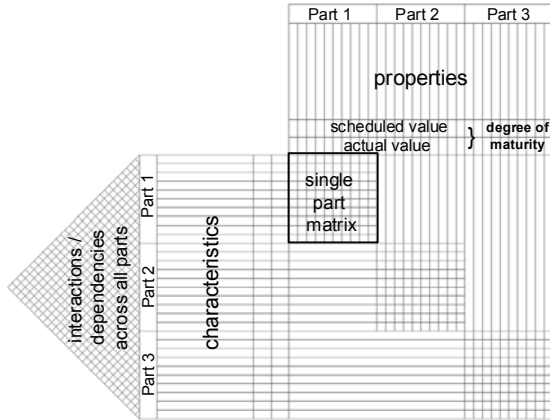 Part 1 Part 2 Part 3
properties
scheduled value
actual value
} degree of
maturity
single
part
matrix
Part 1
Part 2
Part 3
characteristics
interactions /
dependencies
across all parts